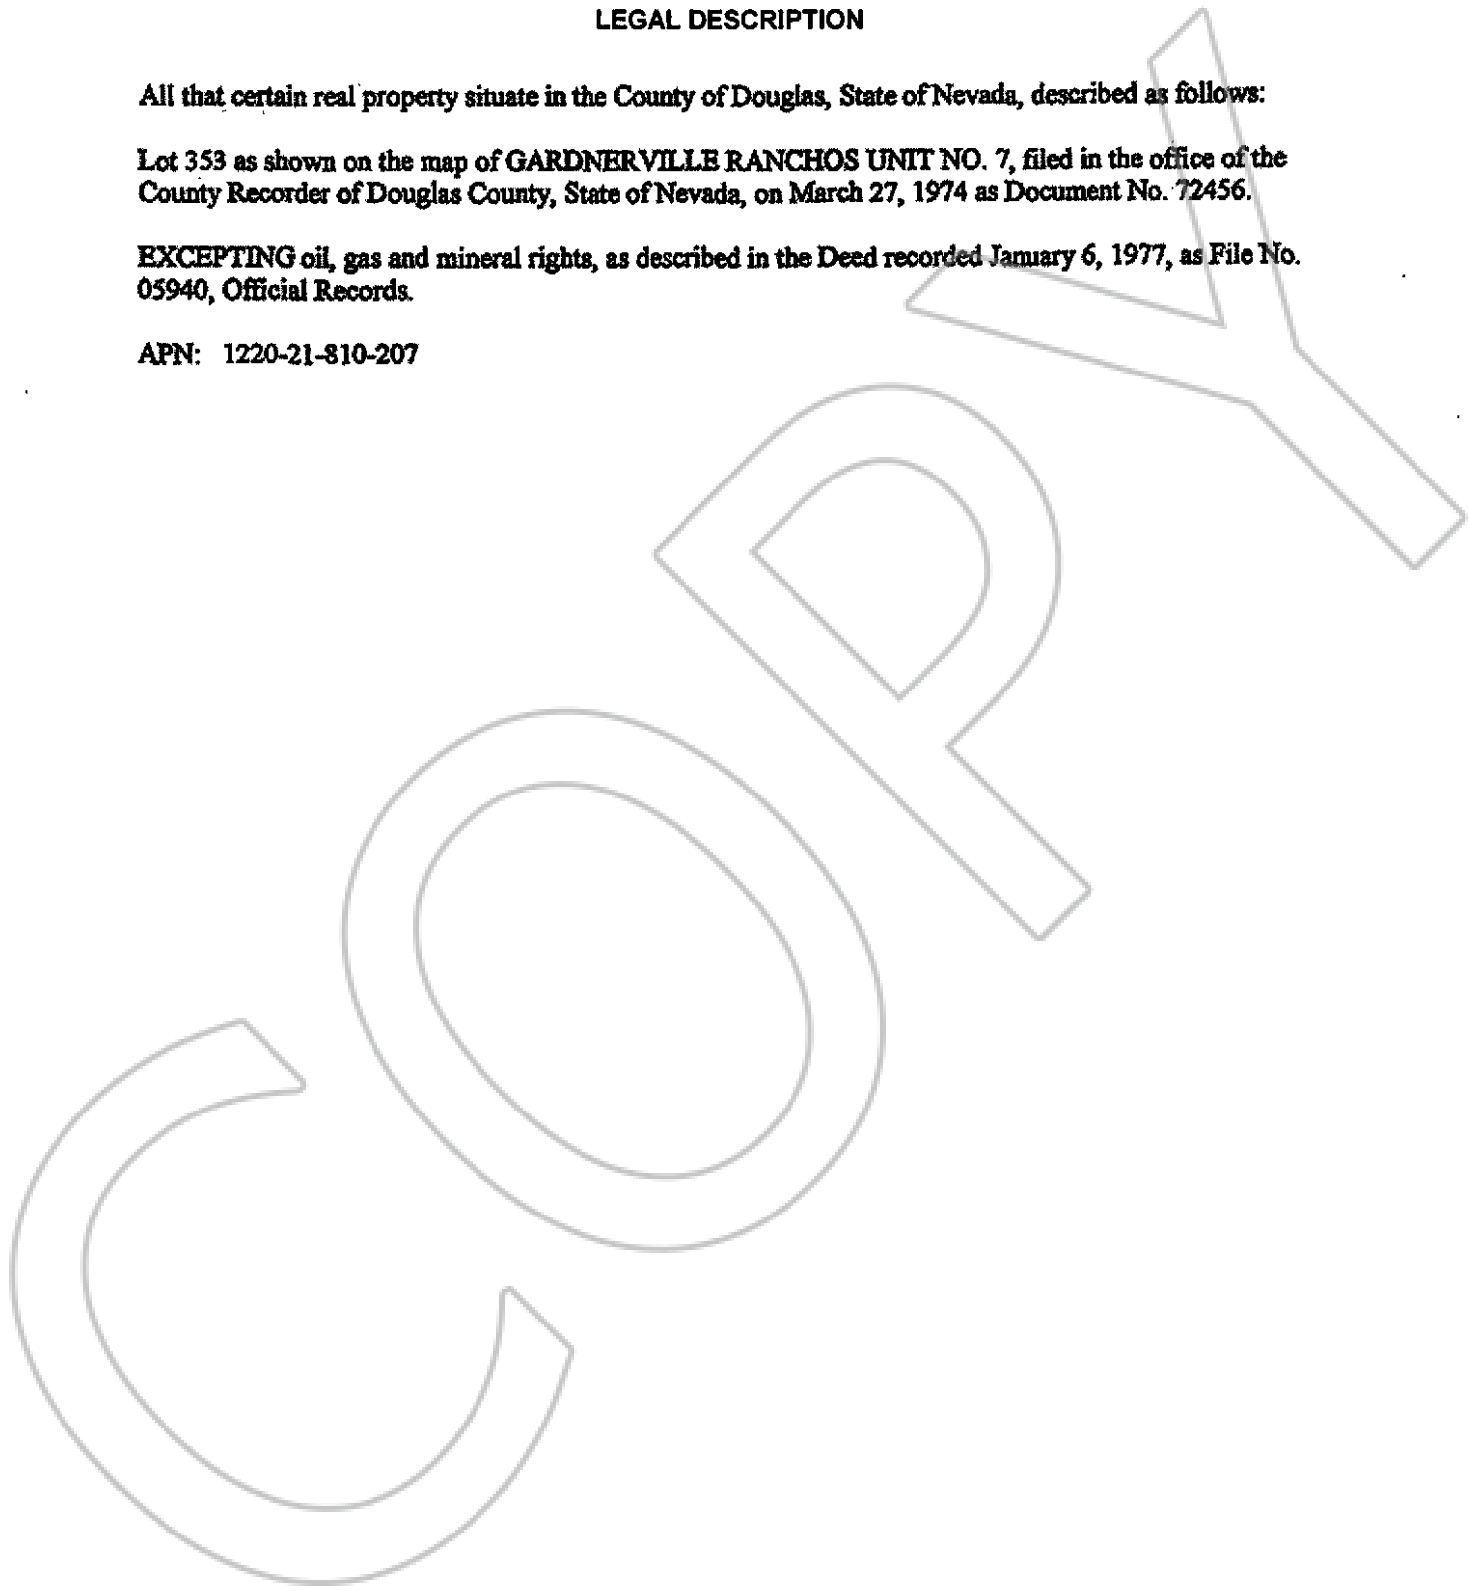 LEGAL DESCRIPTION
All that certain real property situate in the County of Douglas, State of Nevada, described as follows:
Lot 353 as shown on the map of GARDNERVILLE RANCHOS UNIT NO. 7, filed in the office of the
County Recorder of Douglas County, State of Nevada, on March 27, 1974 as Document No. 72456.
EXCEPTING oil, gas and mineral rights, as described in the Deed recorded January 6, 1977, as File No.
05940, Official Records.
APN: 1220-21-810-207
COPY